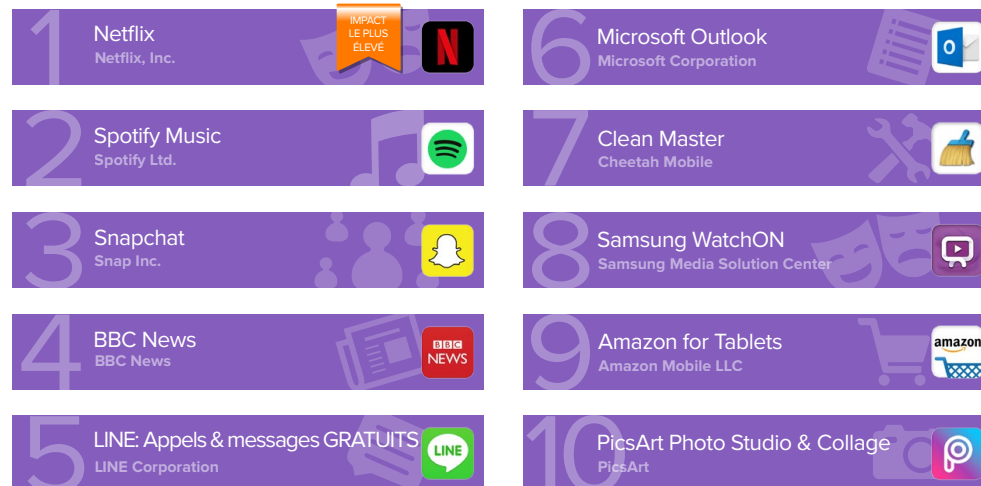 1
Netflix
Netflix, Inc.
IMPACT
LE PLUS
ÉLEVÉ
N
2
Spotify Music
Spotify Ltd.
3
Snapchat
Snap Inc.
4
BBC News
BBC News
BBC
NEWS
5
LINE: Appels & messages GRATUITS
LINE Corporation
LINE
6
Microsoft Outlook
Microsoft Corporation
O
7
Clean Master
Cheetah Mobile
8
Samsung WatchON
Samsung Media Solution Center
9
Amazon for Tablets
Amazon Mobile LLC
amazon
10
PicsArt Photo Studio & Collage
PicsArt